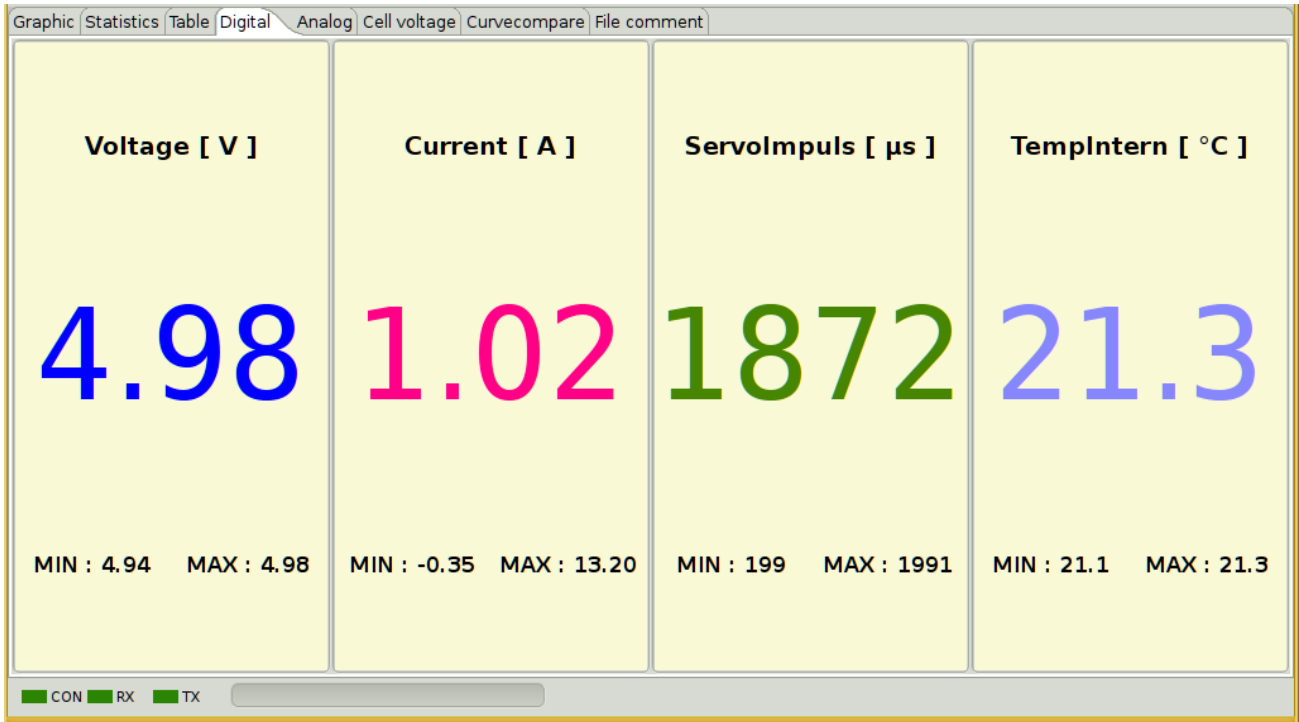 Graphic Statistics Table Digital Analog Cell voltage Curvecompare File comment
Voltage [ V ] Current [ A ] ServoImpuls [ µs ] TempIntern [ °C ]
4.98 1.02 1872 21.3
MIN : 4.94 MAX : 4.98 MIN : -0.35 MAX : 13.20 MIN : 199 MAX : 1991 MIN : 21.1 MAX : 21.3
CON RX TX